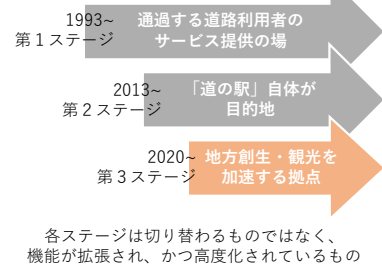 1993~
第１ステージ
通過する道路利用者の
サービス提供の場
2013~
第２ステージ
「道の駅」自体が
目的地
2020~
第３ステージ
地方創生・観光を
加速する拠点
各ステージは切り替わるものではなく、
機能が拡張され、かつ高度化されているもの